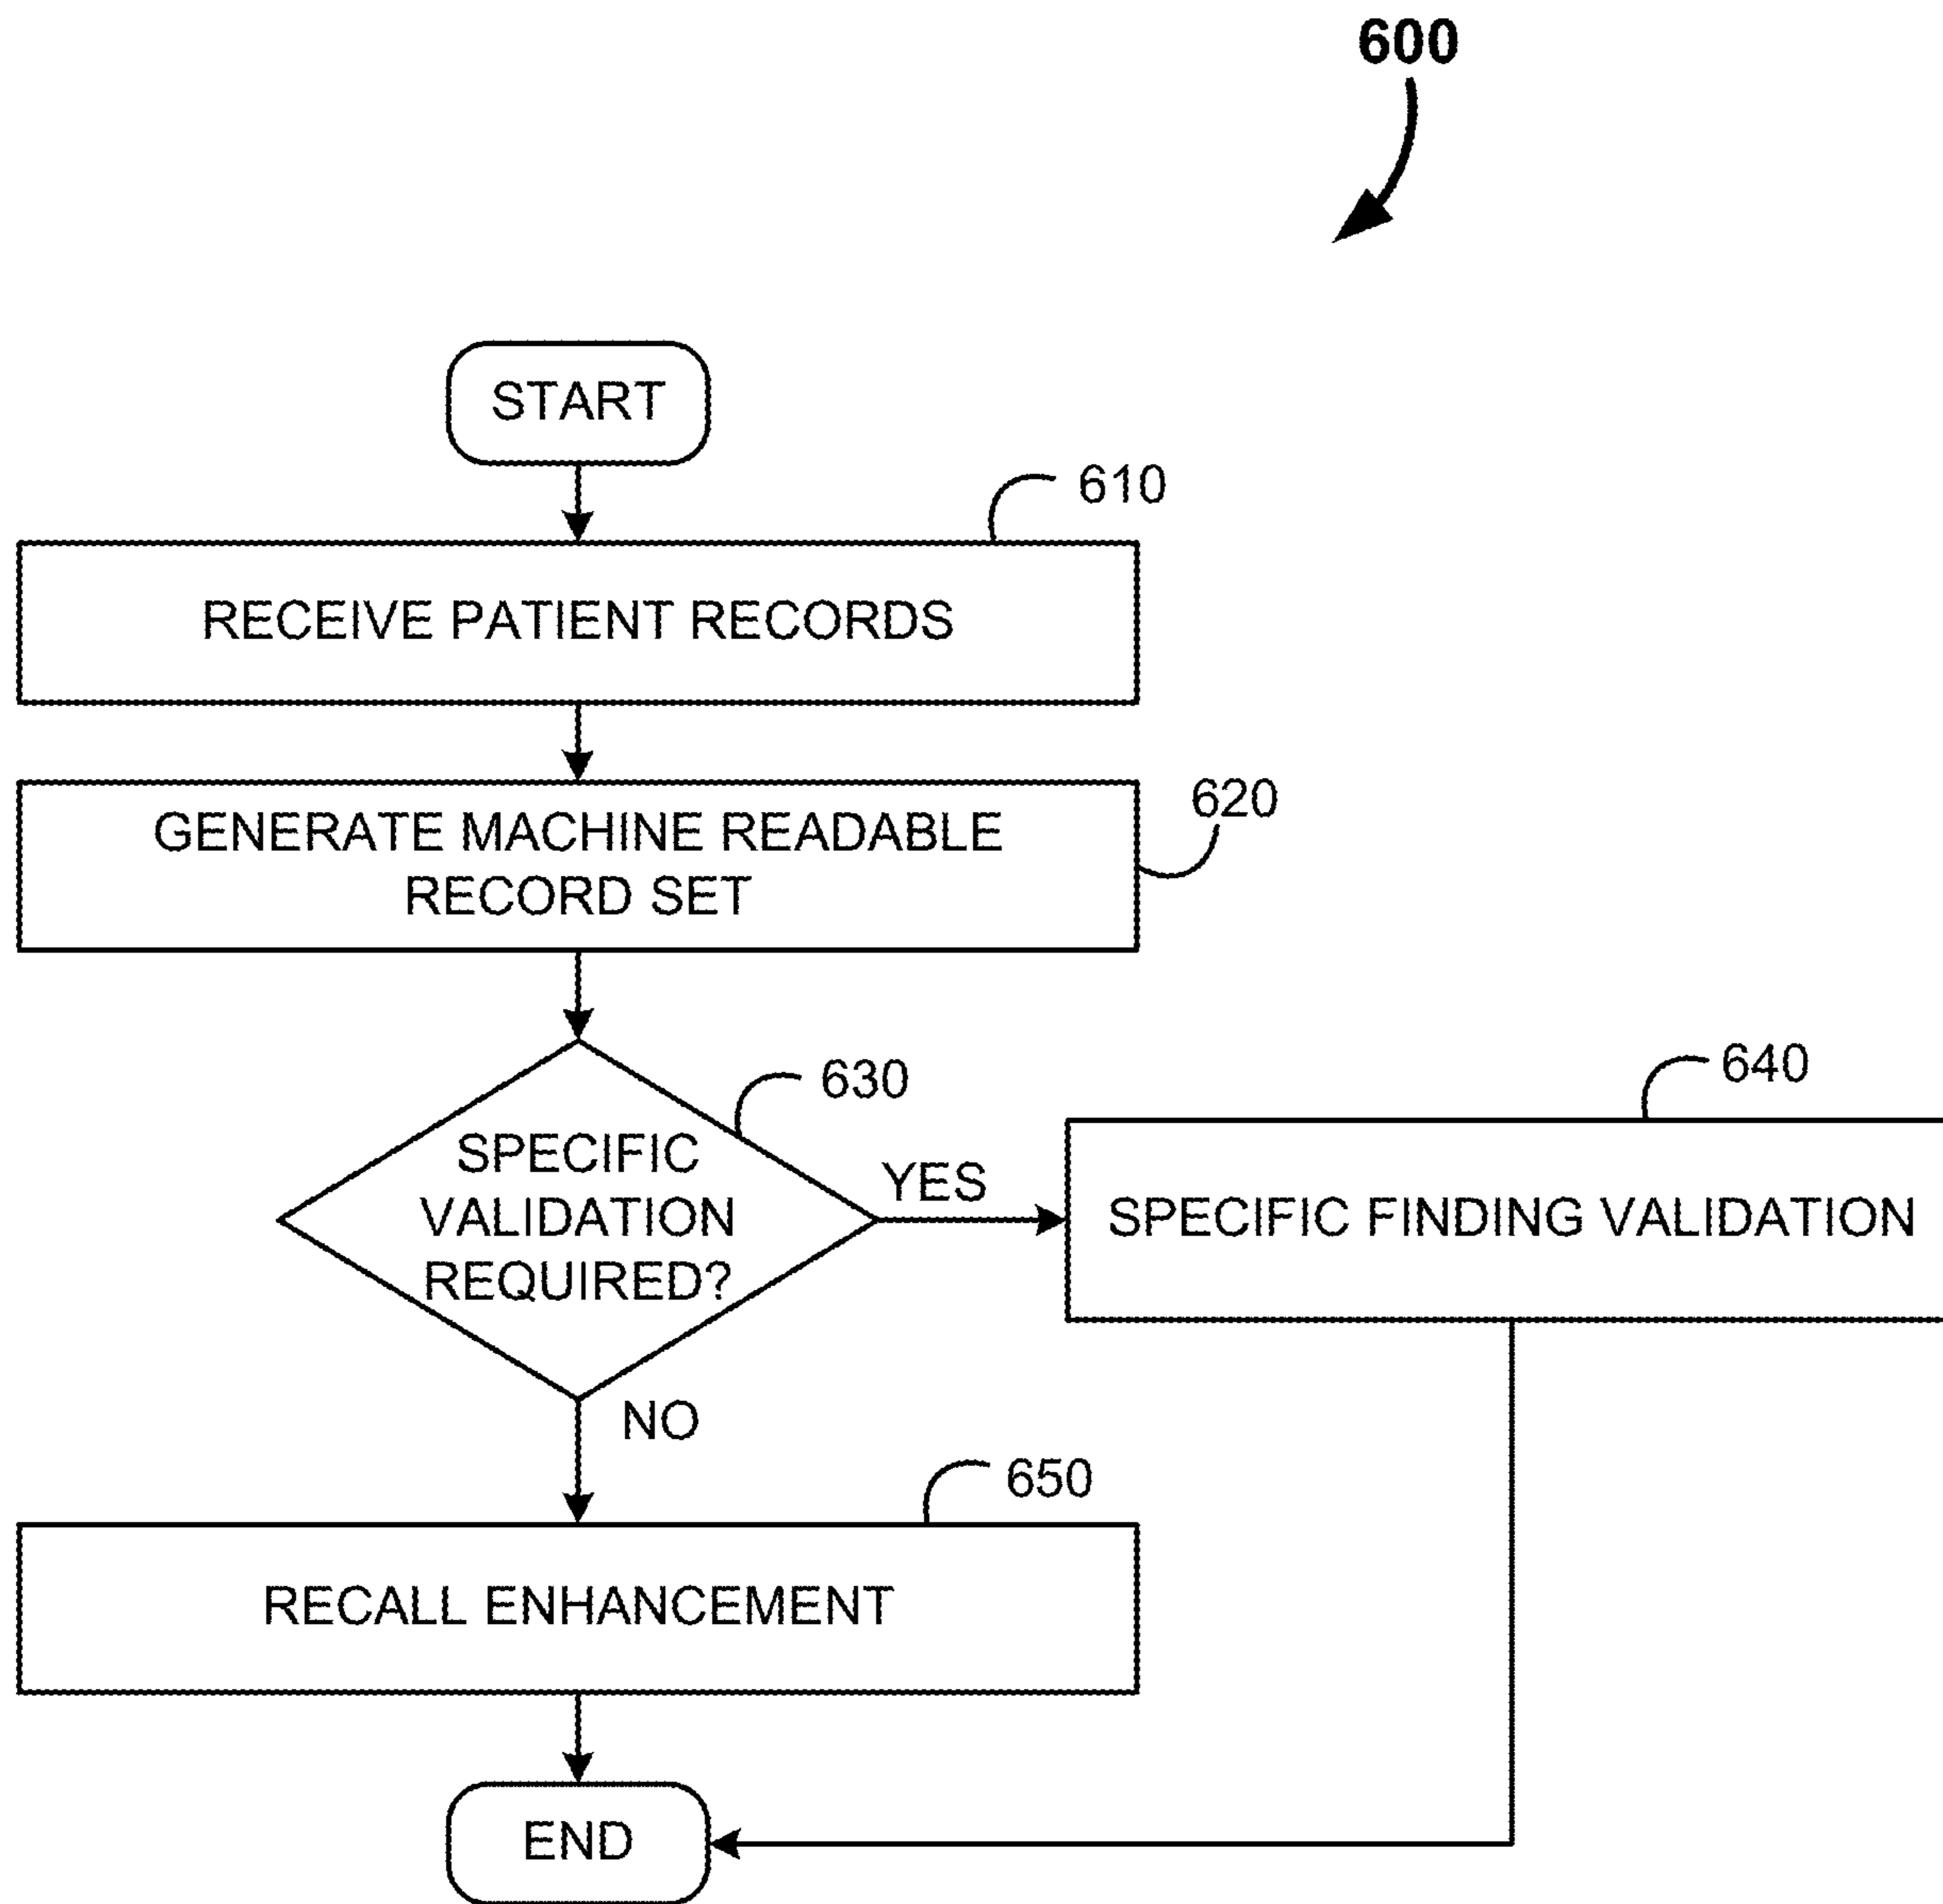 600
START
610
RECEIVE PATIENT RECORDS
620
GENERATE MACHINE READABLE
RECORD SET
630
SPECIFIC
VALIDATION
REQUIRED?
YES
640
SPECIFIC FINDING VALIDATION
NO
650
RECALL ENHANCEMENT
END